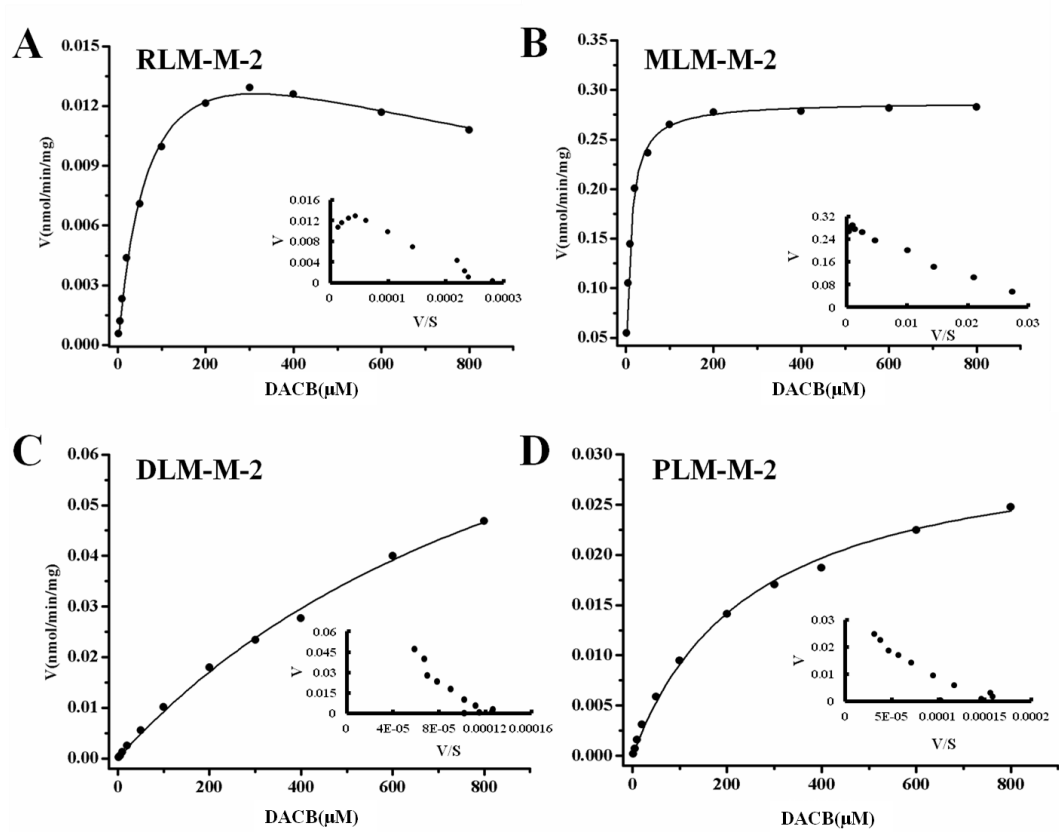 A
RLM-M-2
V(nmol/min/mg)
0.015
0.012
0.009
0.006
0.003
0.000
0 200 400 600 800
DACB(μM)
V
0.016
0.012
0.008
0.004
0
0 0.0001 0.0002 0.0003
V/S
B
MLM-M-2
V(nmol/min/mg)
0.35
0.30
0.25
0.20
0.15
0.10
0.05
0 200 400 600 800
DACB(μM)
V
0.32
0.24
0.16
0.08
0
0 0.01 0.02 0.03
V/S
C
DLM-M-2
V(nmol/min/mg)
0.06
0.05
0.04
0.03
0.02
0.01
0.00
0 200 400 600 800
DACB(μM)
V
0.06
0.045
0.03
0.015
0
0 4E-05 8E-05 0.00012 0.00016
V/S
D
PLM-M-2
0.030
0.025
0.020
0.015
0.010
0.005
0.000
0 200 400 600 800
DACB(μM)
V
0.03
0.02
0.01
0
0 5E-05 0.0001 0.00015 0.0002
V/S